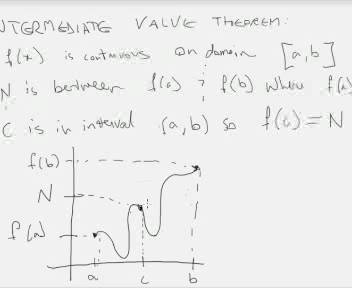 NTERMEDIATE VALUE THEOREM:
f(x) is continuous on domain [a,b]
N is between f(a) & f(b) where f(a)
C is in interval (a,b) so f(c)=N
f(b)
N
f(a)
a c b